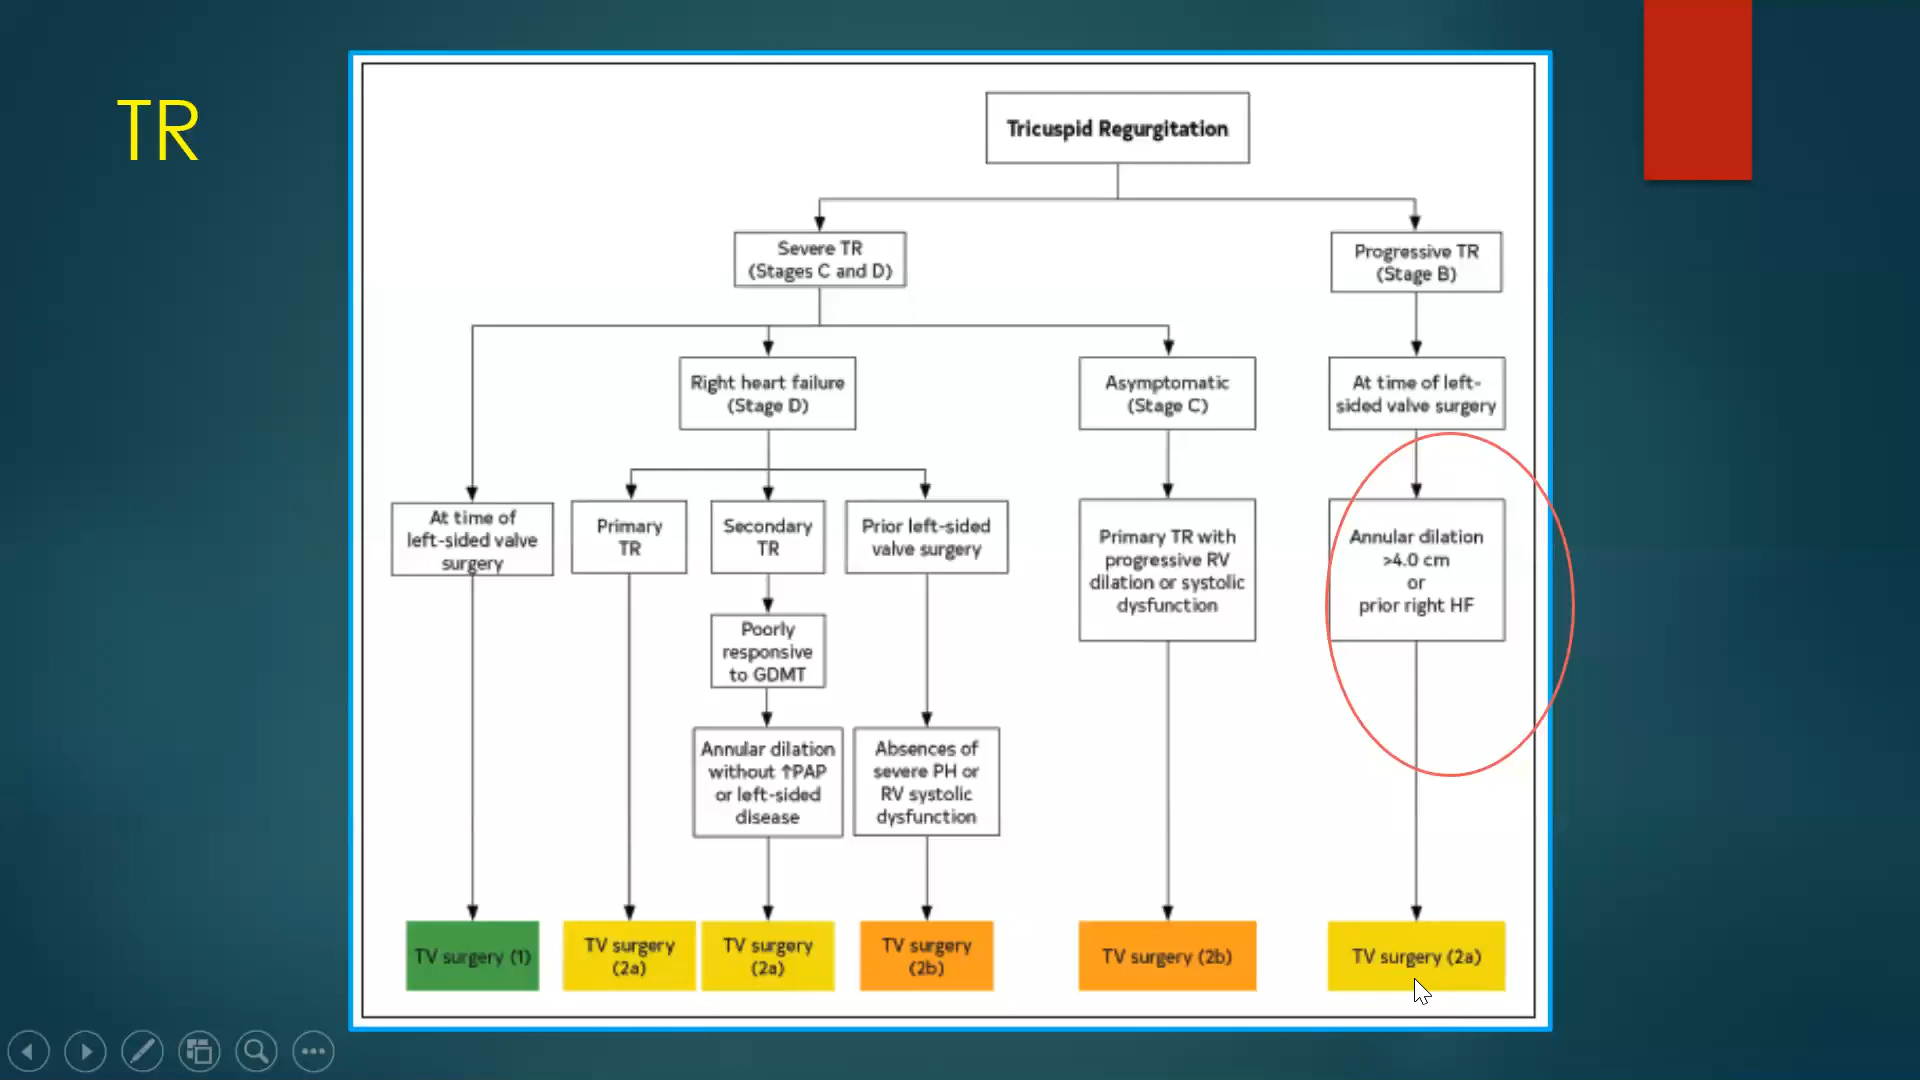 TR
Tricuspid Regurgitation
Severe TR
(Stages C and D)
Progressive TR
(Stage B)
Right heart failure
(Stage D)
Asymptomatic
(Stage C)
At time of left-
sided valve surgery
At time of
left-sided valve
surgery
Primary
TR
Secondary
TR
Prior left-sided
valve surgery
Primary TR with
progressive RV
dilation or systolic
dysfunction
Annular dilation
>4.0 cm
or
prior right HF
Poorly
responsive
to GDMT
Annular dilation
without ↑PAP
or left-sided
disease
Absences of
severe PH or
RV systolic
dysfunction
TV surgery (1)
TV surgery
(2a)
TV surgery
(2a)
TV surgery
(2b)
TV surgery (2b)
TV surgery (2a)